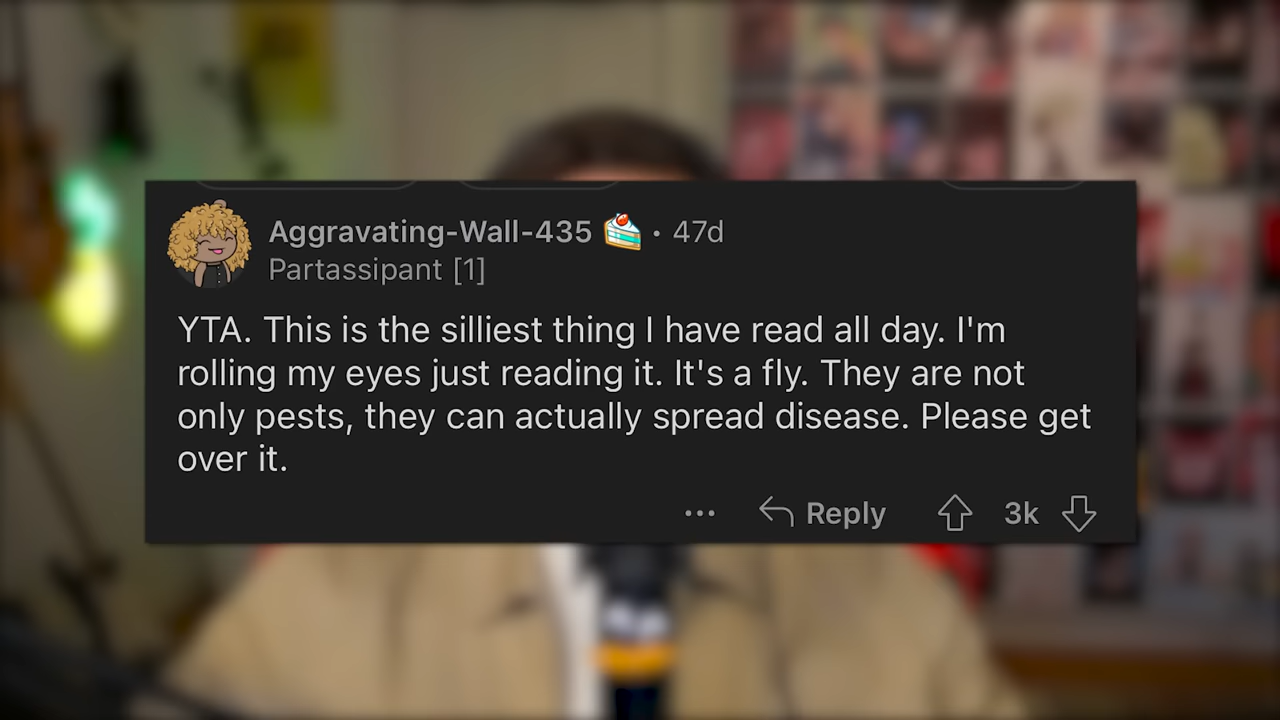 Aggravating-Wall-435 🍰 • 47d
Partassipant [1]
YTA. This is the silliest thing I have read all day. I'm
rolling my eyes just reading it. It's a fly. They are not
only pests, they can actually spread disease. Please get
over it.
... Reply 3k